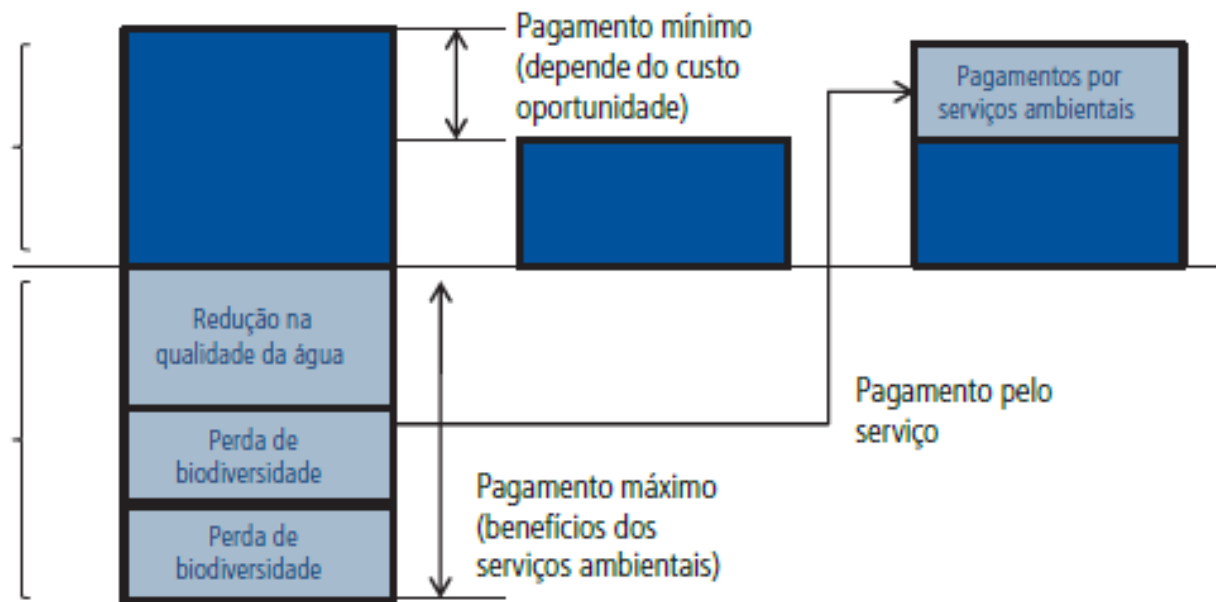 Pagamento mínimo
(depende do custo
oportunidade)
Pagamentos por
serviços ambientais
Redução na
qualidade da água
Perda de
biodiversidade
Perda de
biodiversidade
Pagamento máximo
(benefícios dos
serviços ambientais)
Pagamento pelo
serviço